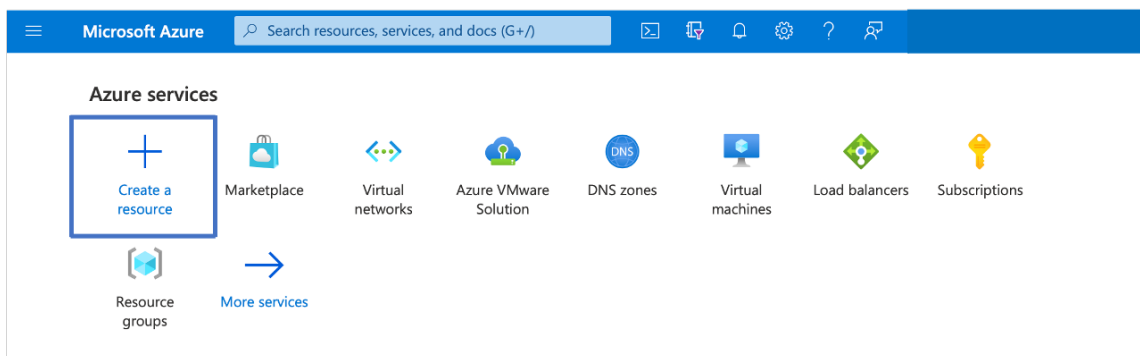 Microsoft Azure
Search resources, services, and docs (G+/)
Azure services
Create a
resource
Marketplace
Virtual
networks
Azure VMware
Solution
DNS
DNS zones
Virtual
machines
Load balancers
Subscriptions
Resource
groups
More services